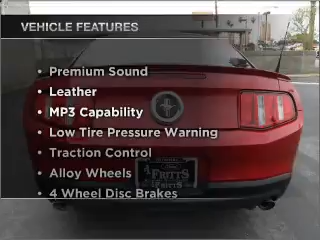 VEHICLE FEATURES
• Premium Sound
• Leather
• MP3 Capability
• Low Tire Pressure Warning
• Traction Control
• Alloy Wheels
• 4 Wheel Disc Brakes
FRITTS